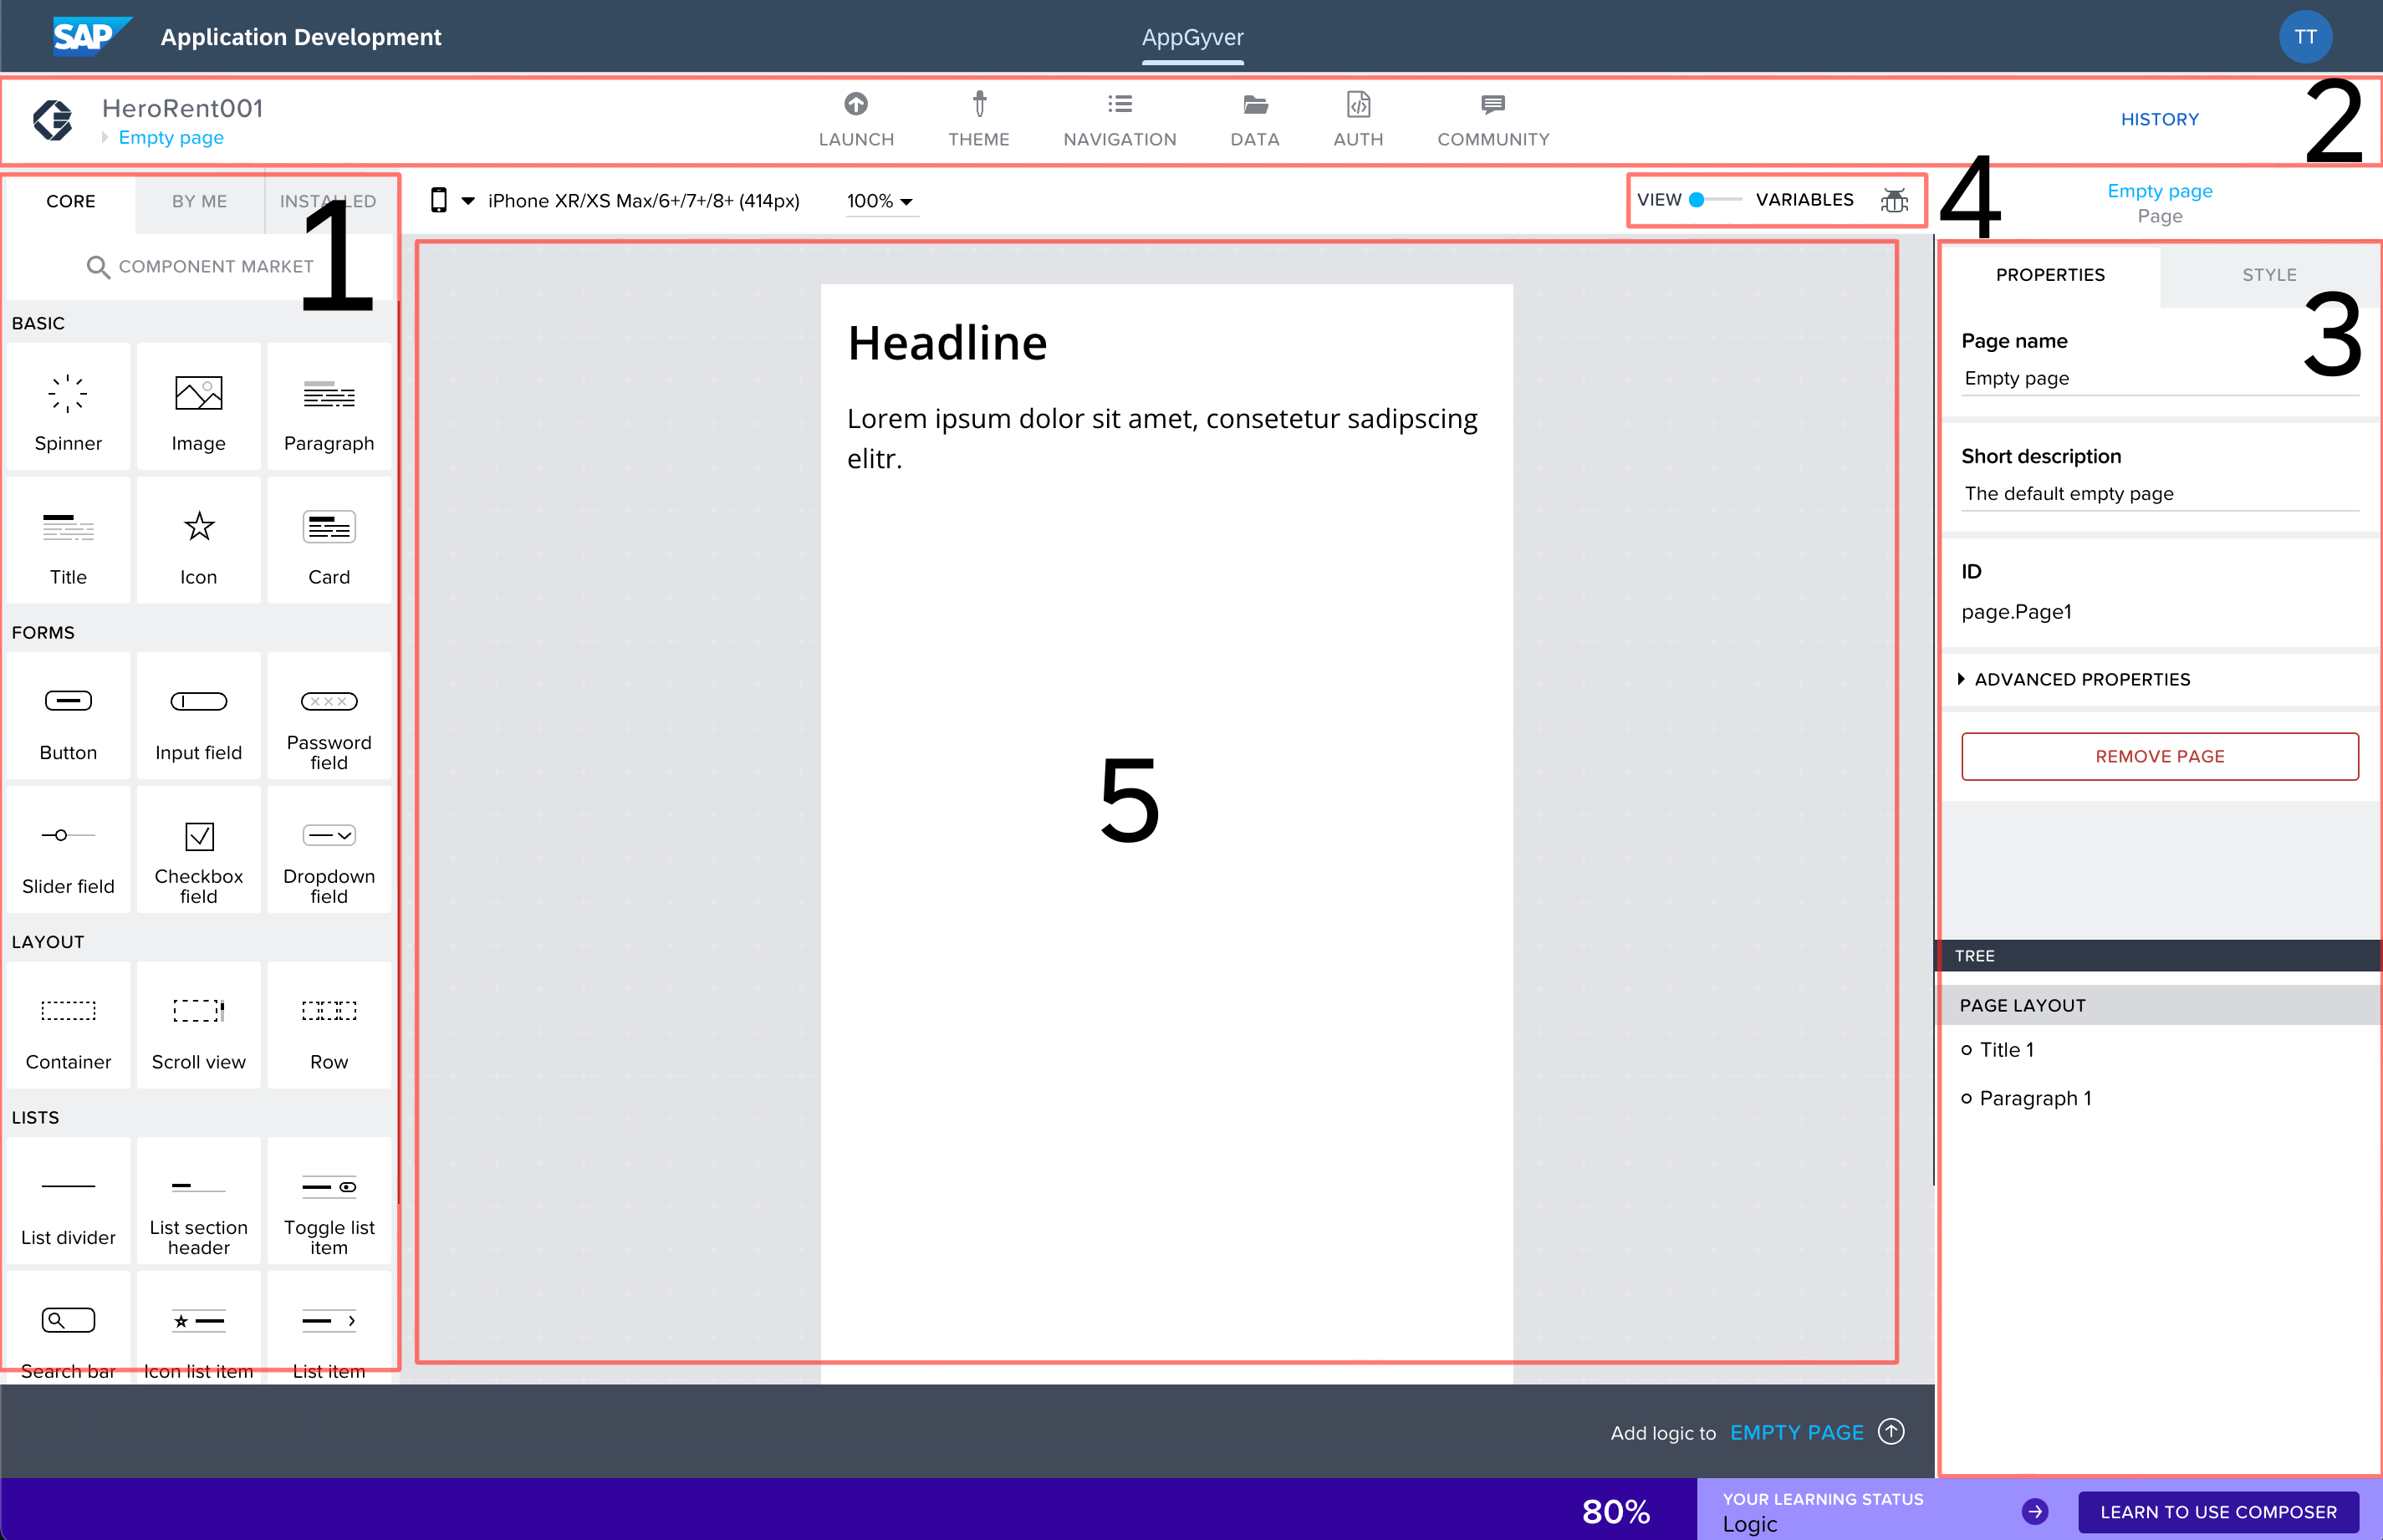 SAP Application Development
AppGyver
TT
HeroRent001
Empty page
LAUNCH
THEME
NAVIGATION
DATA
AUTH
COMMUNITY
HISTORY
2
CORE
BY ME
INSTALLED
COMPONENT MARKET
1
BASIC
Spinner
Image
Paragraph
Title
Icon
Card
FORMS
Button
Input field
Password
field
Slider field
Checkbox
field
Dropdown
field
LAYOUT
Container
Scroll view
Row
LISTS
List divider
List section
header
Toggle list
item
Search bar
Icon list item
List item
iPhone XR/XS Max/6+/7+/8+ (414px)
100%
VIEW
VARIABLES
4
Headline
Lorem ipsum dolor sit amet, consetetur sadipscing
elitr.
5
Empty page
Page
PROPERTIES
STYLE
3
Page name
Empty page
Short description
The default empty page
ID
page.Page1
ADVANCED PROPERTIES
REMOVE PAGE
TREE
PAGE LAYOUT
Title 1
Paragraph 1
Add logic to EMPTY PAGE
80%
YOUR LEARNING STATUS
Logic
LEARN TO USE COMPOSER